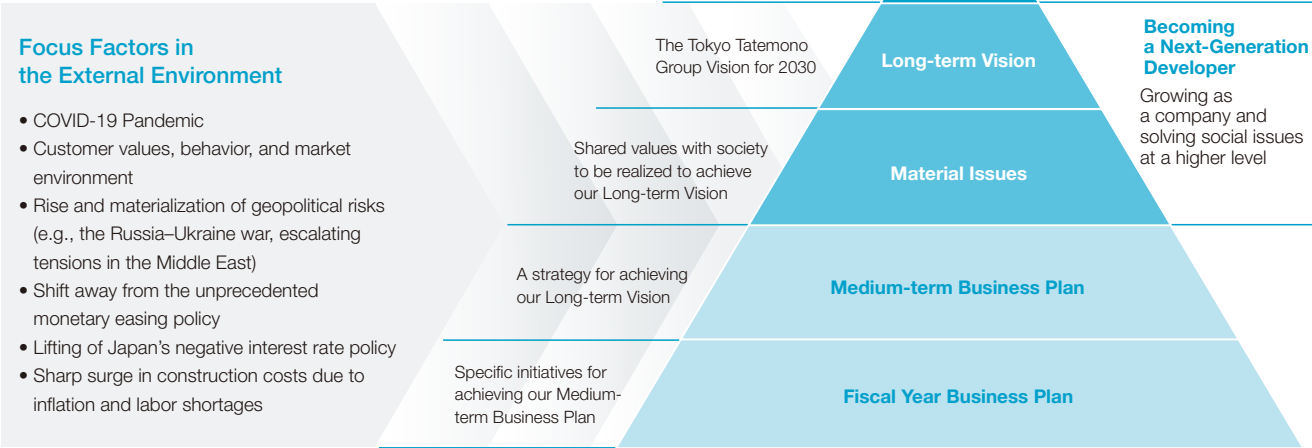 Focus Factors in
the External Environment
• COVID-19 Pandemic
• Customer values, behavior, and market
environment
• Rise and materialization of geopolitical risks
(e.g., the Russia–Ukraine war, escalating
tensions in the Middle East)
• Shift away from the unprecedented
monetary easing policy
• Lifting of Japan’s negative interest rate policy
• Sharp surge in construction costs due to
inflation and labor shortages
The Tokyo Tatemono
Group Vision for 2030
Long-term Vision
Becoming
a Next-Generation
Developer
Growing as
a company and
solving social issues
at a higher level
Shared values with society
to be realized to achieve
our Long-term Vision
Material Issues
A strategy for achieving
our Long-term Vision
Medium-term Business Plan
Specific initiatives for
achieving our Medium-
term Business Plan
Fiscal Year Business Plan